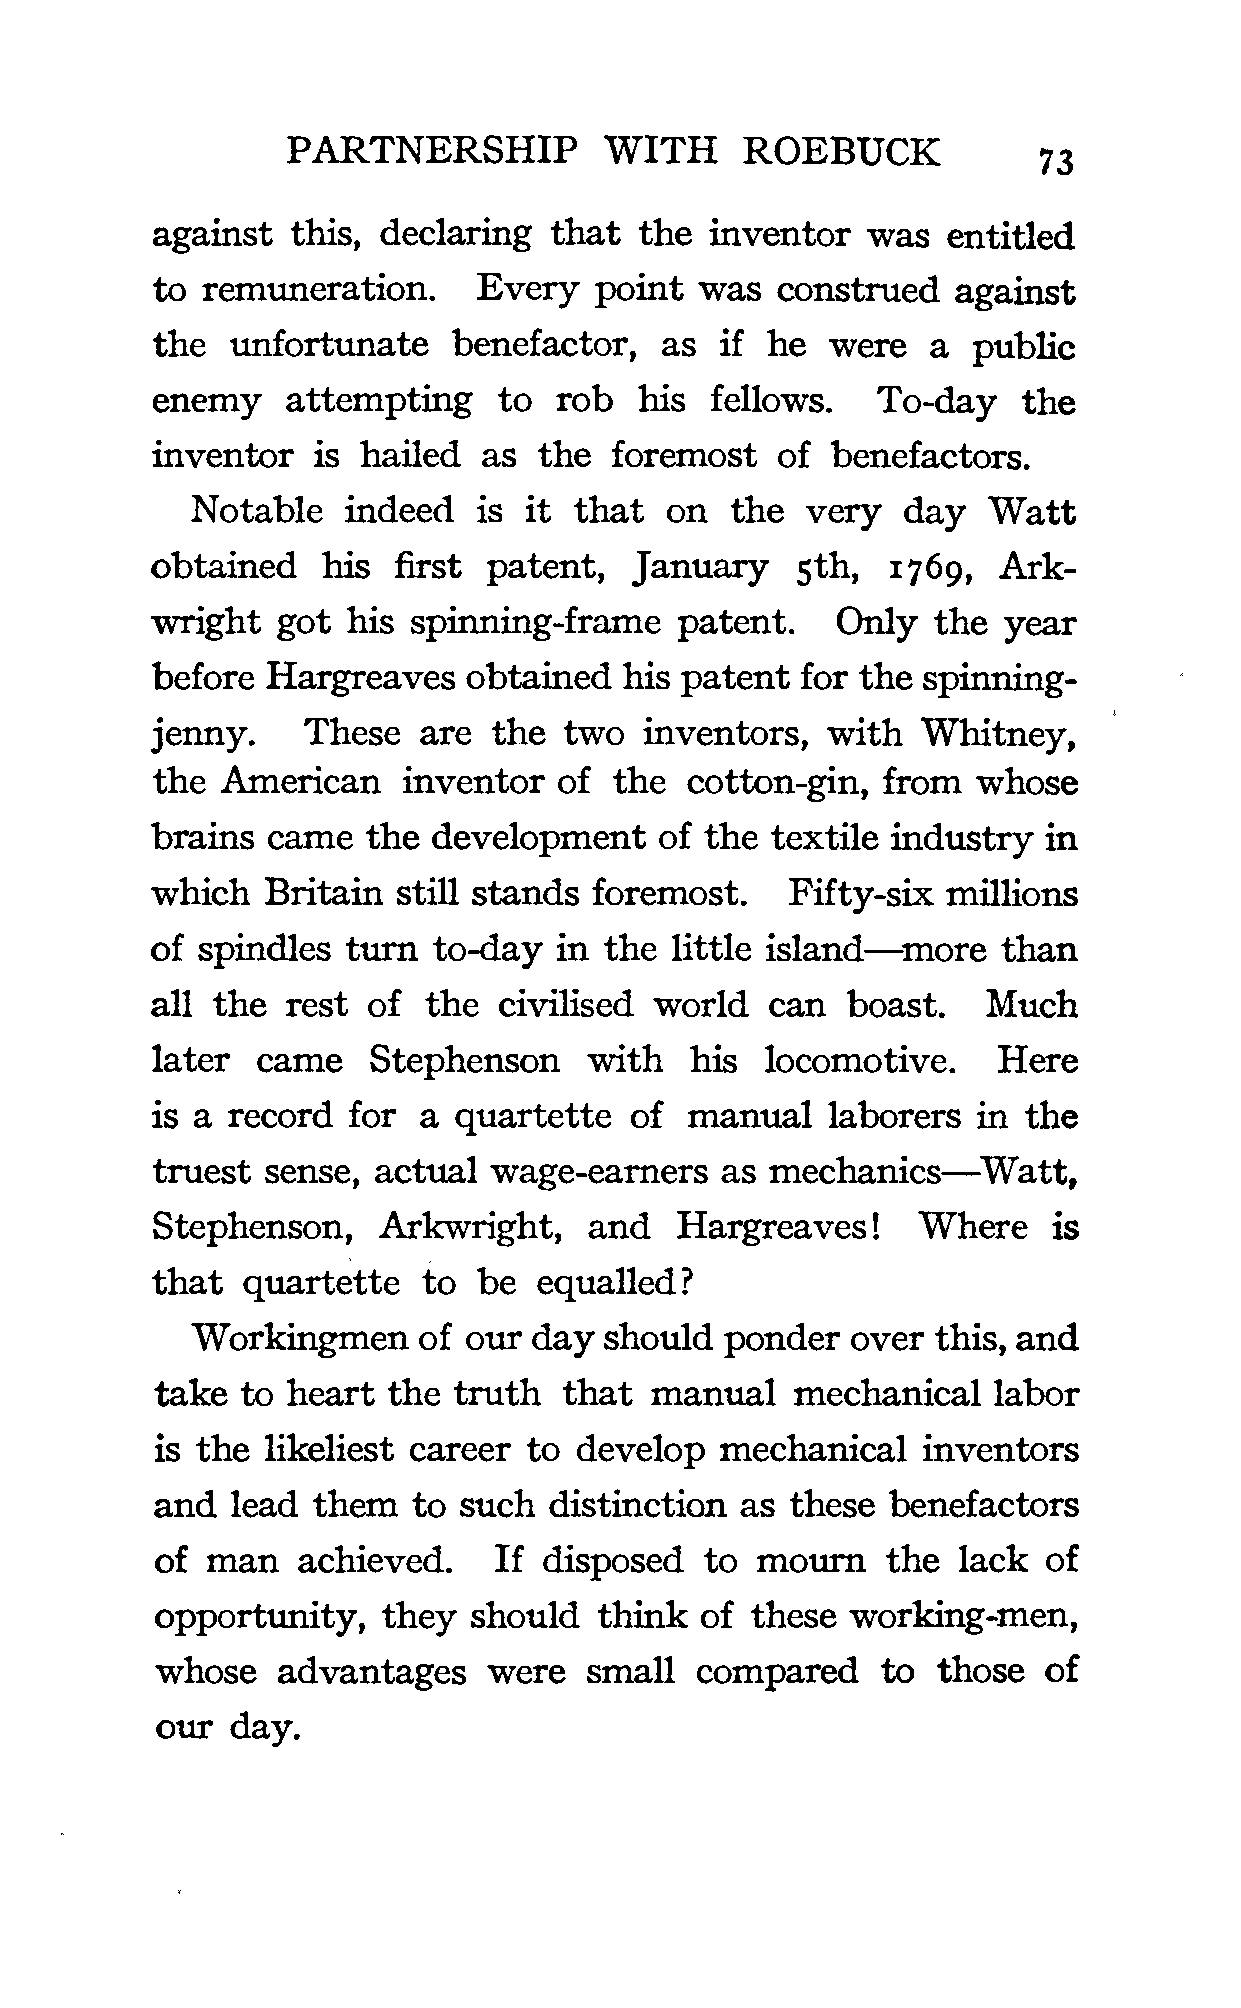 PARTNERSHIP WITH ROEBUCK 73
against this, declaring that the inventor was entitled
to remuneration. Every point was construed against
the unfortunate benefactor, as if he were a public
enemy attempting to rob his fellows. To-day the
inventor is hailed as the foremost of benefactors.
Notable indeed is it that on the very day Watt
obtained his first patent, January 5th, 1769, Ark-
wright got his spinning-frame patent. Only the year
before Hargreaves obtained his patent for the spinning-
jenny. These are the two inventors, with Whitney,
the American inventor of the cotton-gin, from whose
brains came the development of the textile industry in
which Britain still stands foremost. Fifty-six millions
of spindles turn to-day in the little island—more than
all the rest of the civilised world can boast. Much
later came Stephenson with his locomotive. Here
is a record for a quartette of manual laborers in the
truest sense, actual wage-earners as mechanics—Watt,
Stephenson, Arkwright, and Hargreaves! Where is
that quartette to be equalled?
Workingmen of our day should ponder over this, and
take to heart the truth that manual mechanical labor
is the likeliest career to develop mechanical inventors
and lead them to such distinction as these benefactors
of man achieved. If disposed to mourn the lack of
opportunity, they should think of these working-men,
whose advantages were small compared to those of
our day.